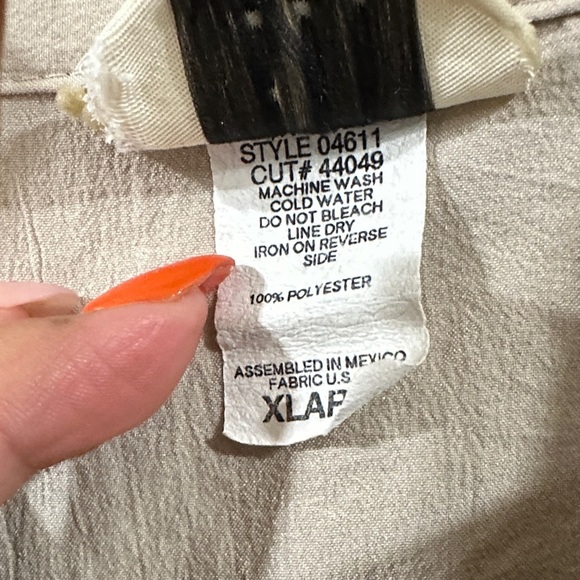 STYLE 04611
CUT# 44049
MACHINE WASH
COLD WATER
DO NOT BLEACH
LINE DRY
IRON ON REVERSE
SIDE
100% POLYESTER
ASSEMBLED IN MEXICO
FABRIC U.S
XLAR